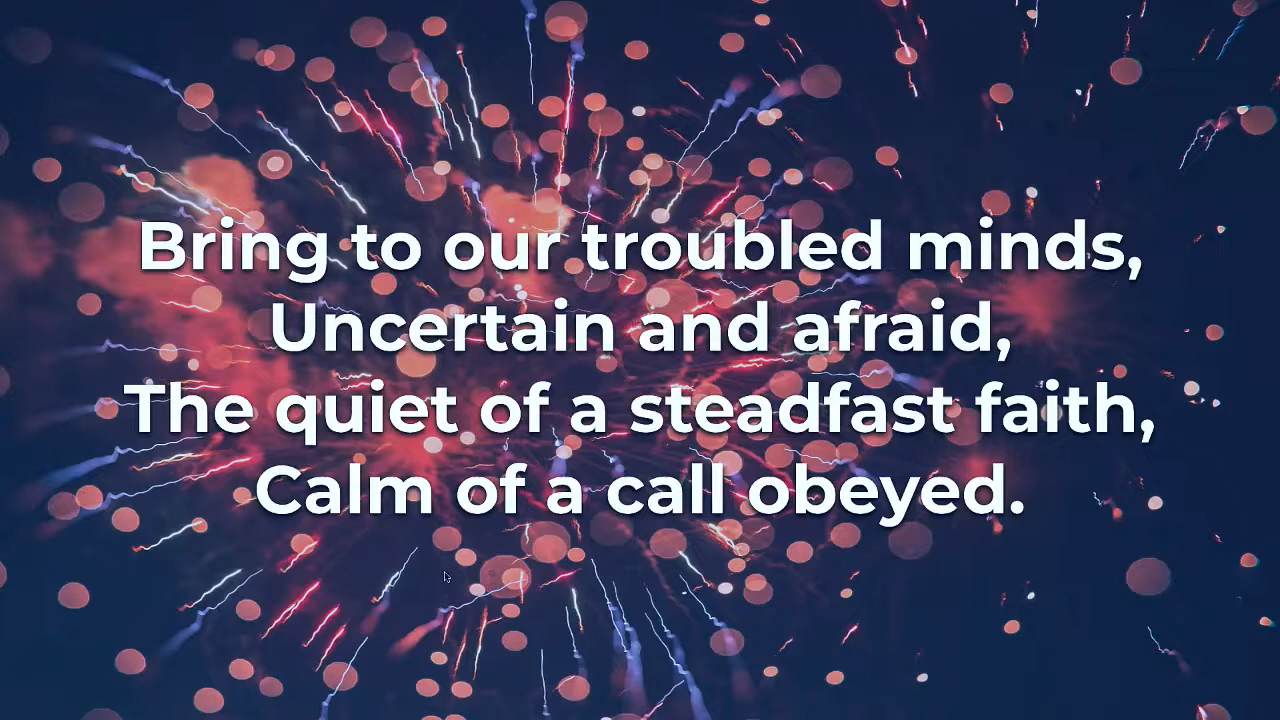 Bring to our troubled minds,
Uncertain and afraid,
The quiet of a steadfast faith,
Calm of a call obeyed.